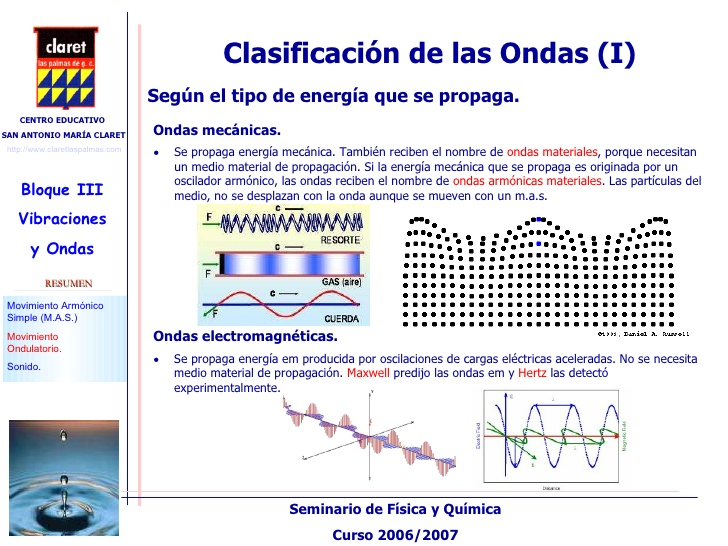 claret
las palmas de g. c.
CENTRO EDUCATIVO
SAN ANTONIO MARÍA CLARET
http://www.claretlaspalmas.com
Bloque III
Vibraciones
y Ondas
RESUMEN
Movimiento Armónico
Simple (M.A.S.)
Movimiento
Ondulatorio.
Sonido.
Clasificación de las Ondas (I)
Según el tipo de energía que se propaga.
Ondas mecánicas.
• Se propaga energía mecánica. También reciben el nombre de ondas materiales, porque necesitan
un medio material de propagación. Si la energía mecánica que se propaga es originada por un
oscilador armónico, las ondas reciben el nombre de ondas armónicas materiales. Las partículas del
medio, no se desplazan con la onda aunque se mueven con un m.a.s.
F
c
RESORTE
c
F
GAS (aire)
c
F
CUERDA
©1999, Daniel A. Russell
Ondas electromagnéticas.
• Se propaga energía em producida por oscilaciones de cargas eléctricas aceleradas. No se necesita
medio material de propagación. Maxwell predijo las ondas em y Hertz las detectó
experimentalmente.
Electric Field
Magnetic Field
Distance
Seminario de Física y Química
Curso 2006/2007